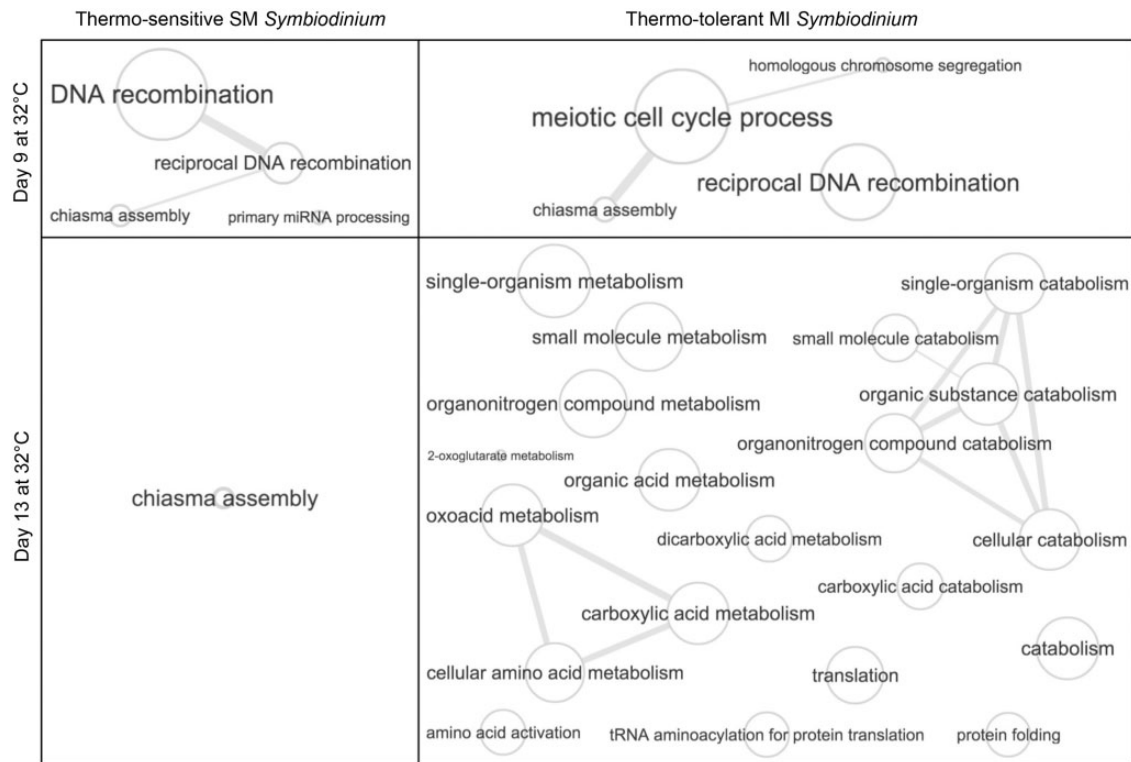 Thermo-sensitive SM Symbiodinium
Thermo-tolerant MI Symbiodinium
Day 9 at 32°C
DNA recombination
reciprocal DNA recombination
chiasma assembly
primary miRNA processing
homologous chromosome segregation
meiotic cell cycle process
reciprocal DNA recombination
chiasma assembly
Day 13 at 32°C
chiasma assembly
single-organism metabolism
single-organism catabolism
small molecule metabolism
small molecule catabolism
organic substance catabolism
organonitrogen compound metabolism
organonitrogen compound catabolism
2-oxoglutarate metabolism
organic acid metabolism
oxoacid metabolism
dicarboxylic acid metabolism
cellular catabolism
carboxylic acid catabolism
carboxylic acid metabolism
catabolism
cellular amino acid metabolism
translation
amino acid activation
tRNA aminoacylation for protein translation
protein folding